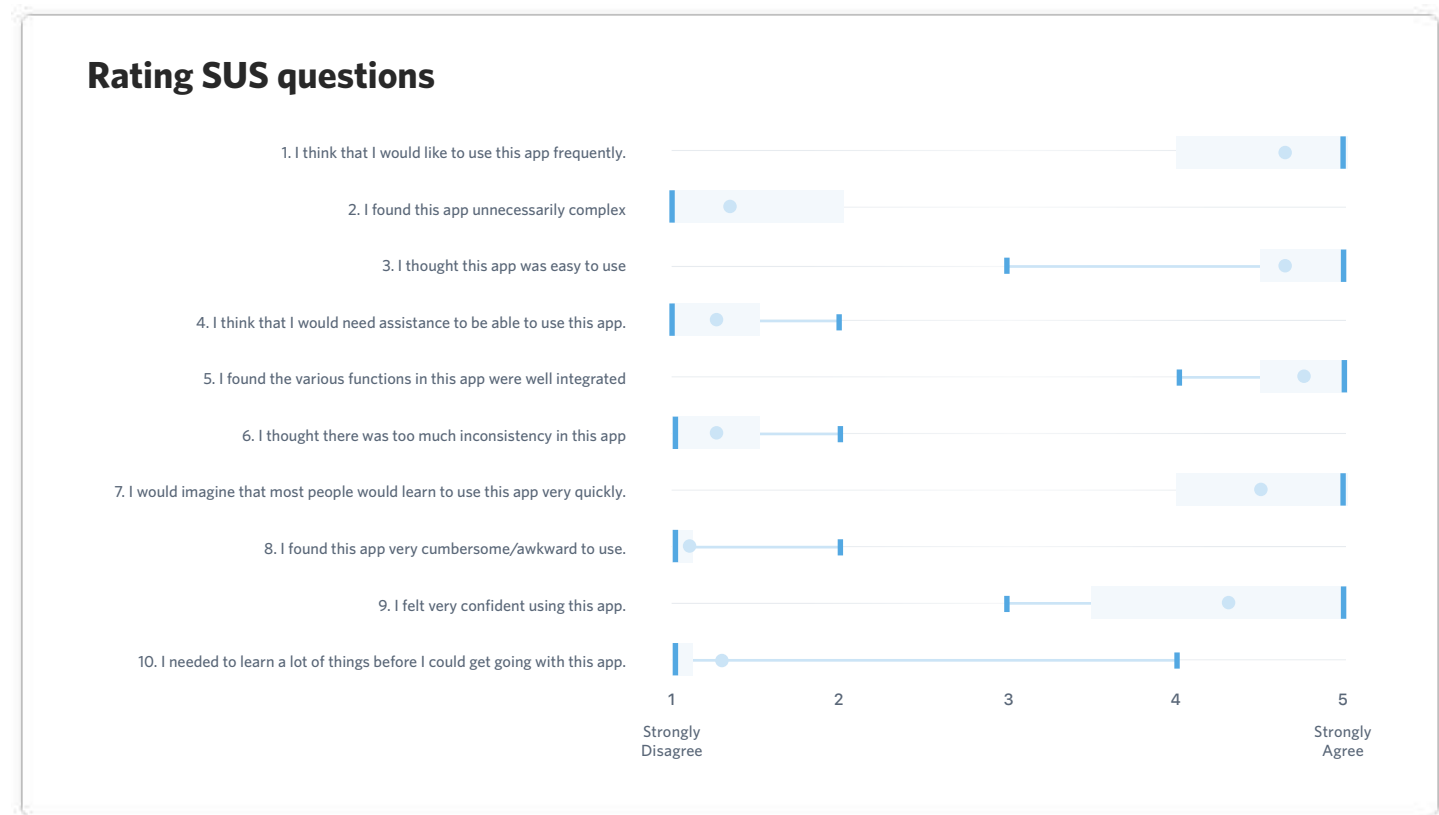 Rating SUS questions
1. I think that I would like to use this app frequently.
2. I found this app unnecessarily complex
3. I thought this app was easy to use
4. I think that I would need assistance to be able to use this app.
5. I found the various functions in this app were well integrated
6. I thought there was too much inconsistency in this app
7. I would imagine that most people would learn to use this app very quickly.
8. I found this app very cumbersome/awkward to use.
9. I felt very confident using this app.
10. I needed to learn a lot of things before I could get going with this app.
1 2 3 4 5
Strongly Disagree
Strongly Agree